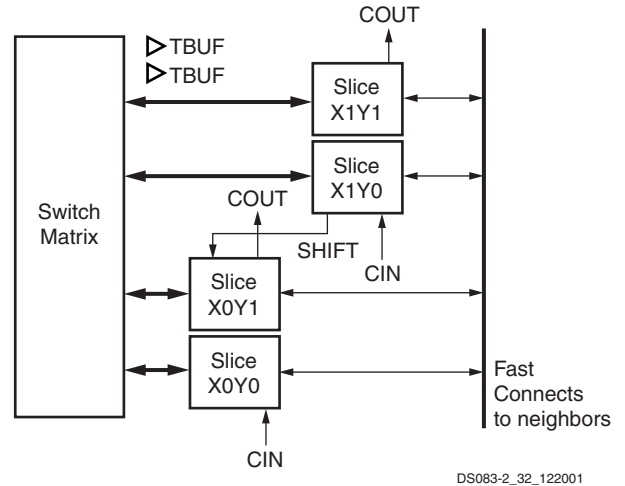 COUT
TBUF
TBUF
Slice
X1Y1
Slice
X1Y0
Switch
Matrix
COUT
SHIFT
CIN
Slice
X0Y1
Slice
X0Y0
Fast
Connects
to neighbors
CIN
DS083-2_32_122001